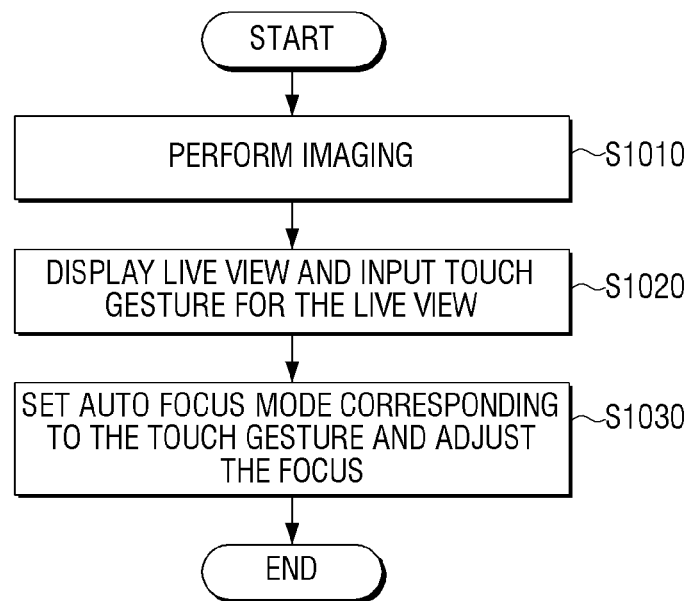 START
PERFORM IMAGING
S1010
DISPLAY LIVE VIEW AND INPUT TOUCH
GESTURE FOR THE LIVE VIEW
S1020
SET AUTO FOCUS MODE CORRESPONDING
TO THE TOUCH GESTURE AND ADJUST
THE FOCUS
S1030
END